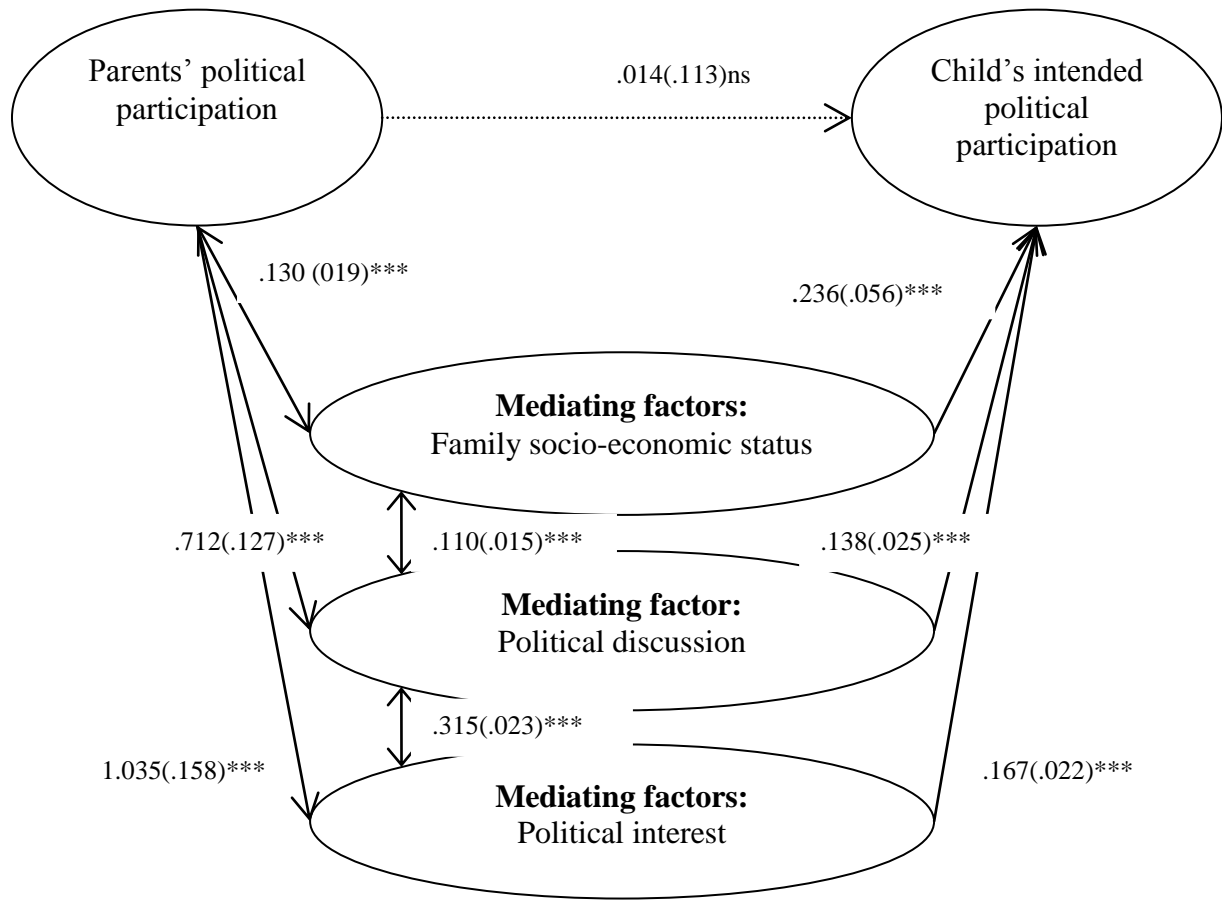 Parents’ political
participation
.014(.113)ns
Child's intended
political
participation
.130 (019)***
.236(.056)***
Mediating factors:
Family socio-economic status
.712(.127)***
.110(.015)***
.138(.025)***
Mediating factor:
Political discussion
.315(.023)***
1.035(.158)***
.167(.022)***
Mediating factors:
Political interest